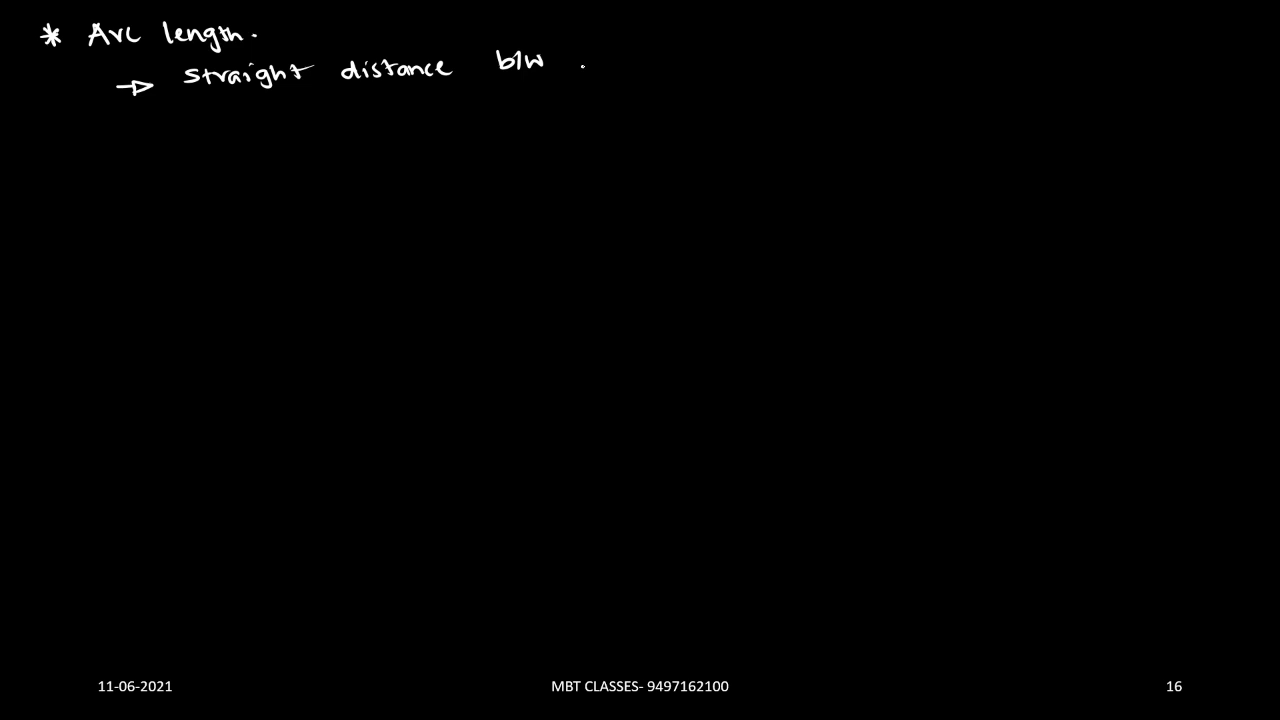 * Arc length.
→ straight distance b/w .
11-06-2021 MBT CLASSES- 9497162100 16